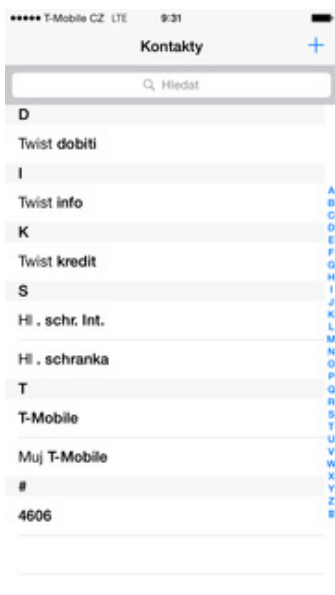 T-Mobile CZ LTE 9:31
Kontakty
Hledat
D
Twist dobiti
I
Twist info
K
Twist kredit
S
Hl . schr. Int.
Hl . schranka
T
T-Mobile
Muj T-Mobile
#
4606
A
B
C
D
E
F
G
H
I
J
K
L
M
N
O
P
Q
R
S
T
U
V
W
X
Y
Z
#